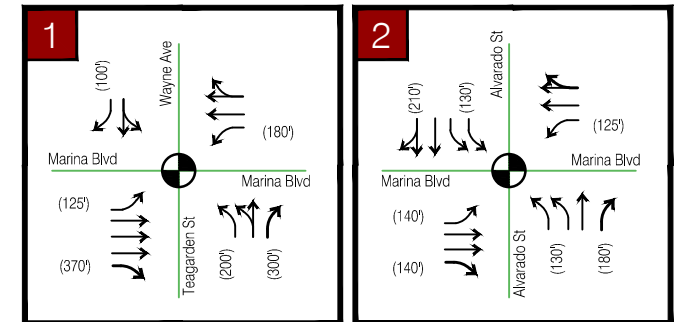 1
Wayne Ave
(100')
(180')
Marina Blvd
Marina Blvd
(125')
(370')
Teagarden St
(200')
(300')
2
Alvarado St
(210')
(130')
(125')
Marina Blvd
Marina Blvd
(140')
(140')
Alvarado St
(130')
(180')